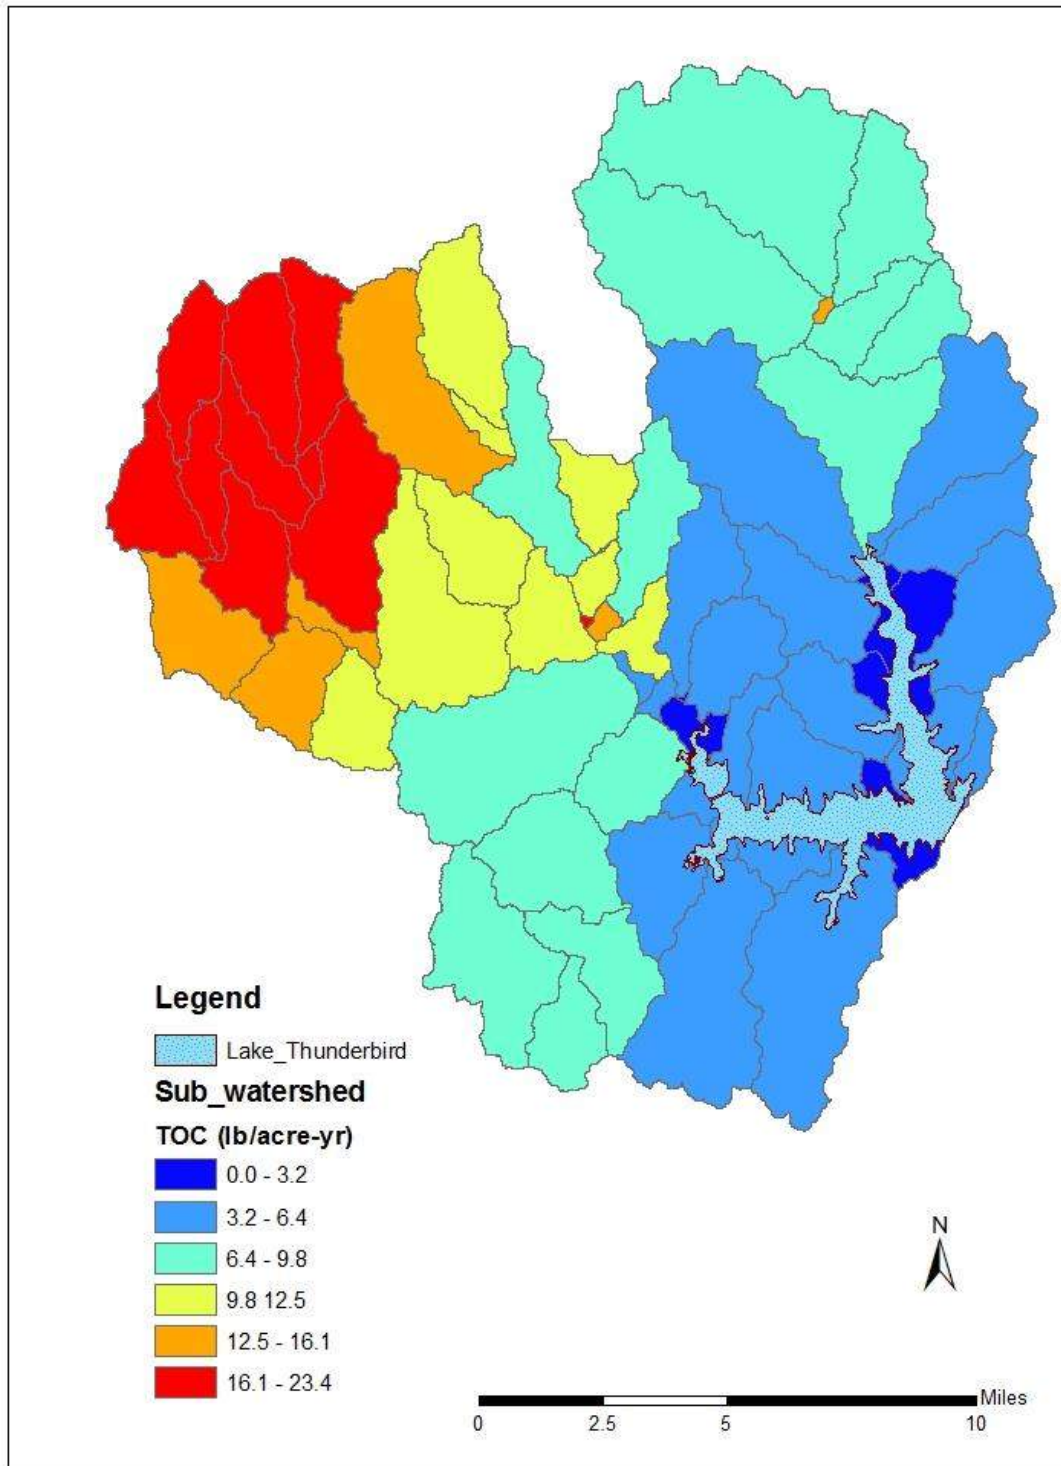 Legend
Lake_Thunderbird
Sub_watershed
TOC (lb/acre-yr)
0.0 - 3.2
3.2 - 6.4
6.4 - 9.8
9.8 12.5
12.5 - 16.1
16.1 - 23.4
N
Miles
0 2.5 5 10